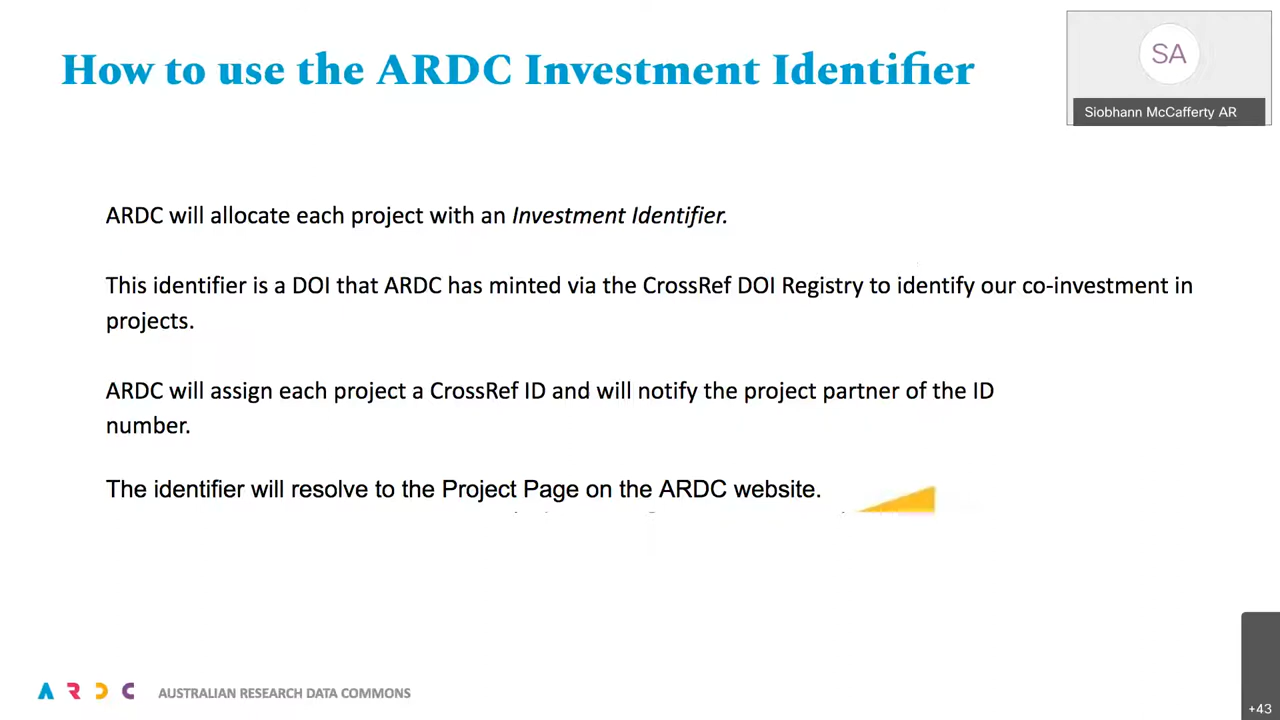 How to use the ARDC Investment Identifier
SA
Siobhann McCafferty AR
ARDC will allocate each project with an Investment Identifier.
This identifier is a DOI that ARDC has minted via the CrossRef DOI Registry to identify our co-investment in
projects.
ARDC will assign each project a CrossRef ID and will notify the project partner of the ID
number.
The identifier will resolve to the Project Page on the ARDC website.
ARDC AUSTRALIAN RESEARCH DATA COMMONS
+43